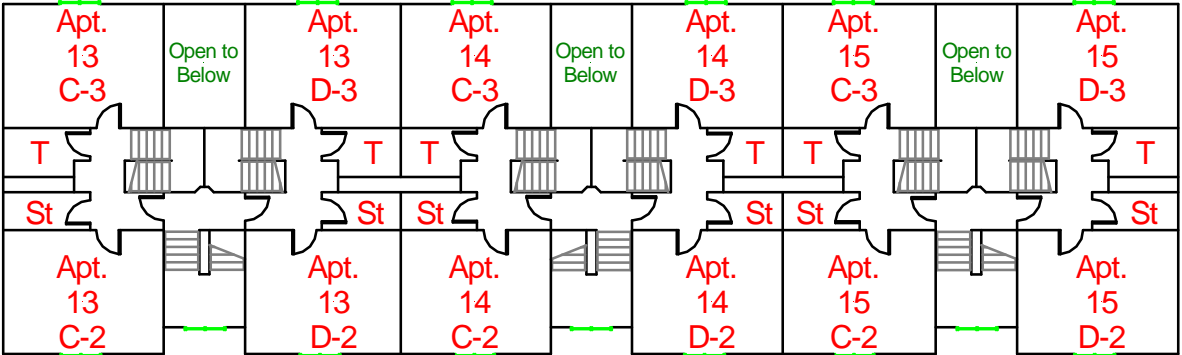 Apt.
13
C-3
Open to
Below
Apt.
13
D-3
Apt.
14
C-3
Open to
Below
Apt.
14
D-3
Apt.
15
C-3
Open to
Below
Apt.
15
D-3
T
T
T
T
T
T
St
St
St
St
St
St
Apt.
13
C-2
Apt.
13
D-2
Apt.
14
C-2
Apt.
14
D-2
Apt.
15
C-2
Apt.
15
D-2